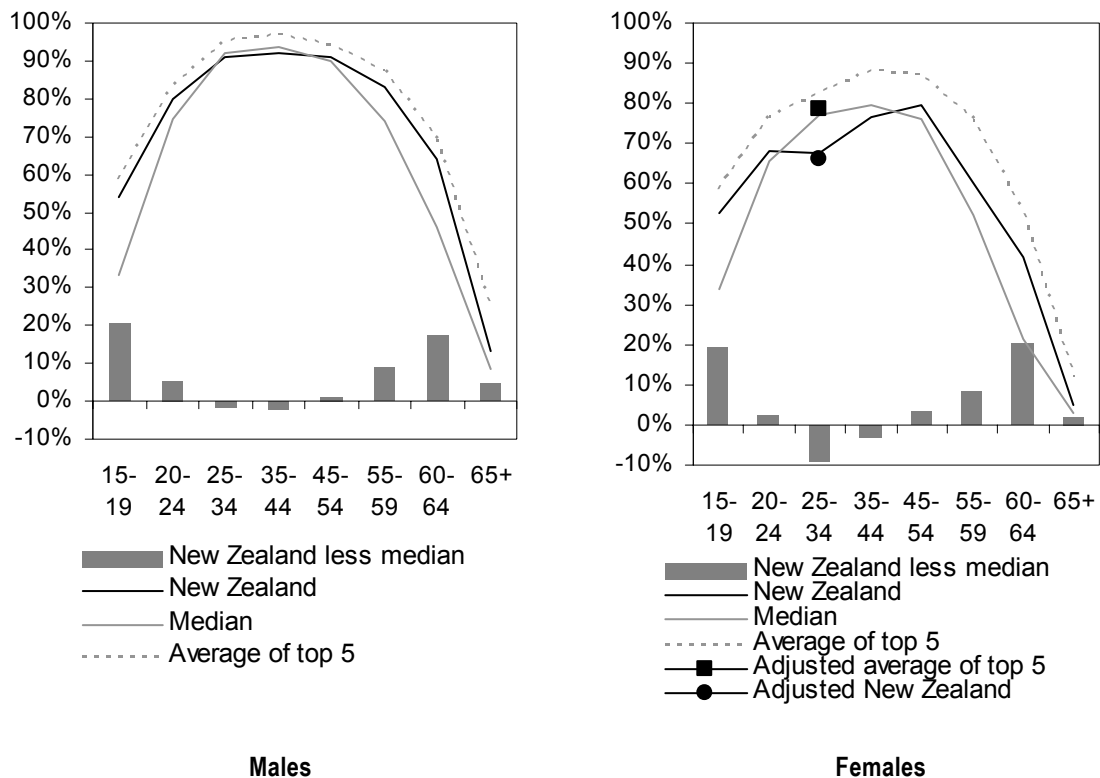 100%
90%
80%
70%
60%
50%
40%
30%
20%
10%
0%
-10%
15- 20- 25- 35- 45- 55- 60- 65+
19 24 34 44 54 59 64
New Zealand less median
New Zealand
Median
Average of top 5
Males
100%
90%
80%
70%
60%
50%
40%
30%
20%
10%
0%
-10%
15- 20- 25- 35- 45- 55- 60- 65+
19 24 34 44 54 59 64
New Zealand less median
New Zealand
Median
Average of top 5
Adjusted average of top 5
Adjusted New Zealand
Females